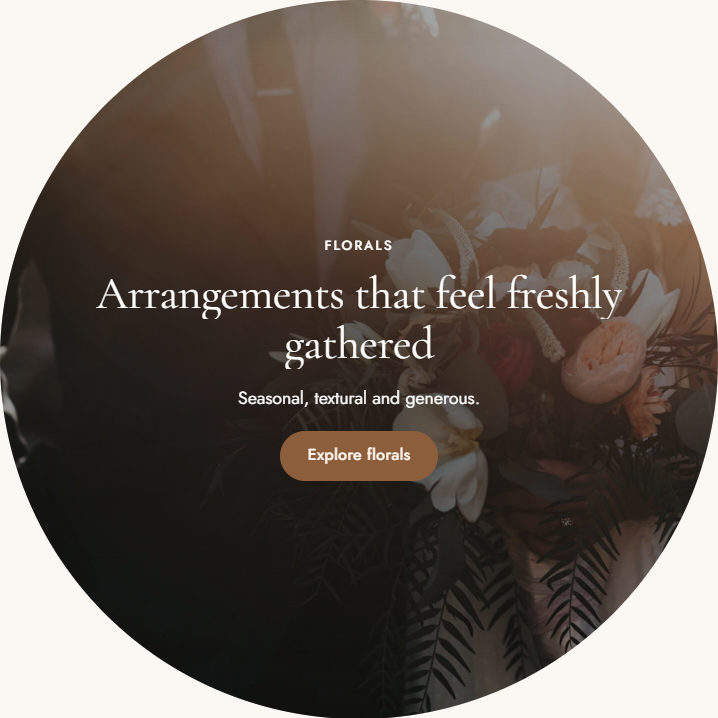 FLORALS
Arrangements that feel freshly
gathered
Seasonal, textural and generous.
Explore florals